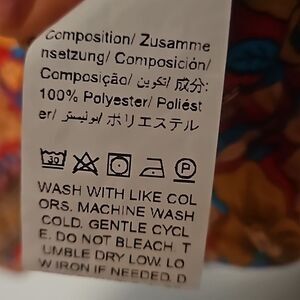 Composition/ Zusamme
nsetzung/ Composición/
Composição/ تكوين/ 成分:
100% Polyester/ Poliést
er/ بوليستر/ ポリエステル
30 P
WASH WITH LIKE COL
ORS. MACHINE WASH
COLD. GENTLE CYCL
E. DO NOT BLEACH. T
UMBLE DRY LOW. LO
W IRON IF NEEDED. D